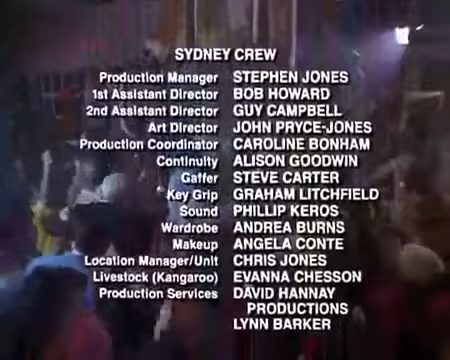 SYDNEY CREW
Production Manager STEPHEN JONES
1st Assistant Director BOB HOWARD
2nd Assistant Director GUY CAMPBELL
Art Director JOHN PRYCE-JONES
Production Coordinator CAROLINE BONHAM
Continuity ALISON GOODWIN
Gaffer STEVE CARTER
Key Grip GRAHAM LITCHFIELD
Sound PHILLIP KEROS
Wardrobe ANDREA BURNS
Makeup ANGELA CONTE
Location Manager/Unit CHRIS JONES
Livestock (Kangaroo) EVANNA CHESSON
Production Services DAVID HANNAY
PRODUCTIONS
LYNN BARKER